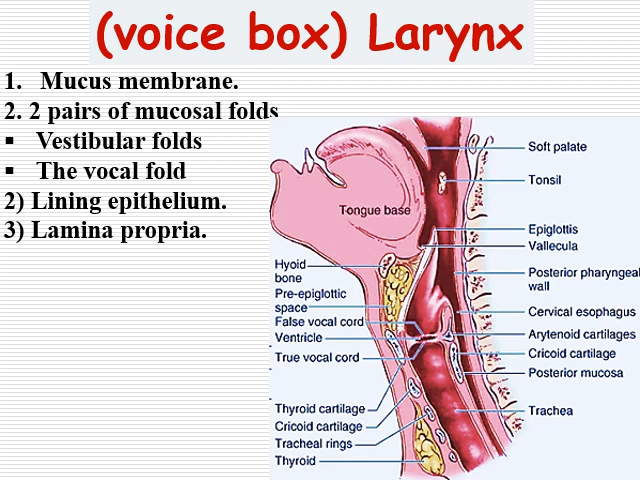 (voice box) Larynx
1. Mucus membrane.
2. 2 pairs of mucosal folds
▪ Vestibular folds
▪ The vocal fold
2) Lining epithelium.
3) Lamina propria.
Soft palate
Tonsil
Tongue base
Epiglottis
Vallecula
Hyoid
bone
Posterior pharyngeal
wall
Pre-epiglottic
space
Cervical esophagus
False vocal cord
Ventricle
Arytenoid cartilages
True vocal cord
Cricoid cartilage
Posterior mucosa
Thyroid cartilage
Trachea
Cricoid cartilage
Tracheal rings
Thyroid